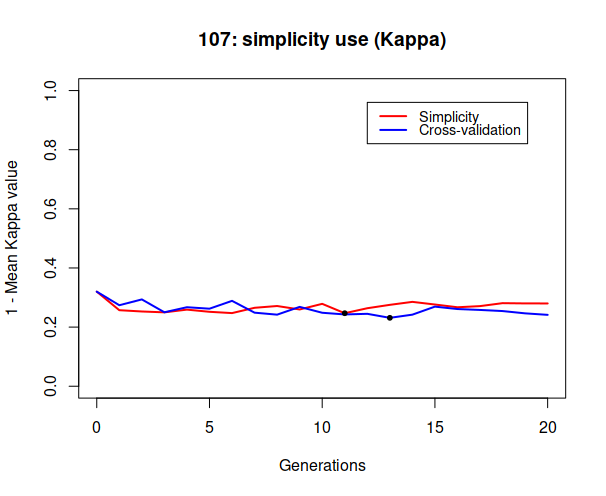 107: simplicity use (Kappa)
1 - Mean Kappa value
1.0
0.8
0.6
0.4
0.2
0.0
Simplicity
Cross-validation
0 5 10 15 20
Generations